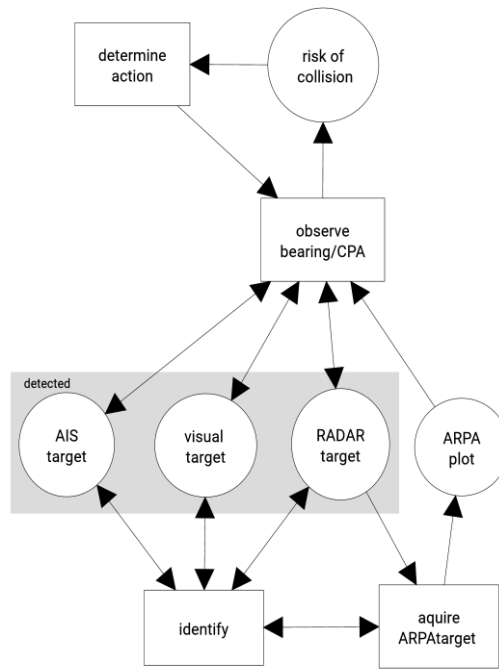 determine
action
risk of
collision
observe
bearing/CPA
detected
AIS
target
visual
target
RADAR
target
ARPA
plot
identify
aquire
ARPAtarget